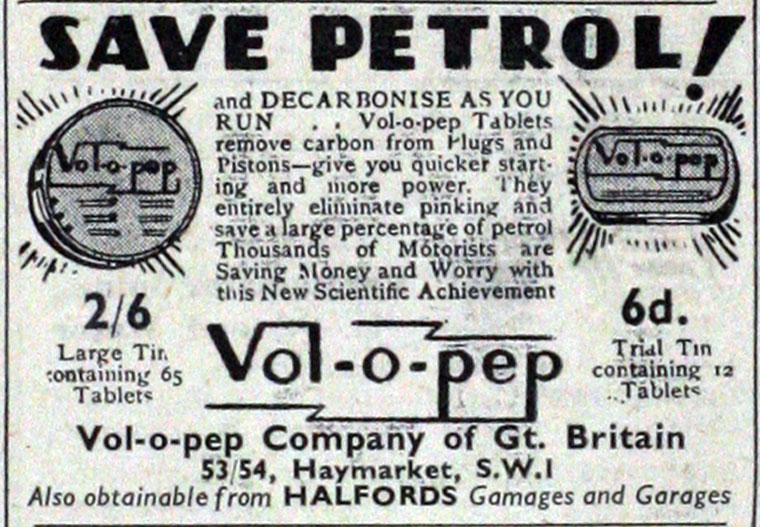 SAVE PETROL!
and DECARBONISE AS YOU
RUN . . Vol-o-pep Tablets
remove carbon from Plugs and
Pistons—give you quicker start-
ing and more power. They
entirely eliminate pinking and
save a large percentage of petrol
Thousands of Motorists are
Saving Money and Worry with
this New Scientific Achievement
Vol-o-pep
2/6
Large Tin
containing 65
Tablets
Vol-o-pep
6d.
Trial Tin
containing 12
Tablets
Vol-o-pep
Vol-o-pep Company of Gt. Britain
53/54, Haymarket, S.W.1
Also obtainable from HALFORDS Gamages and Garages